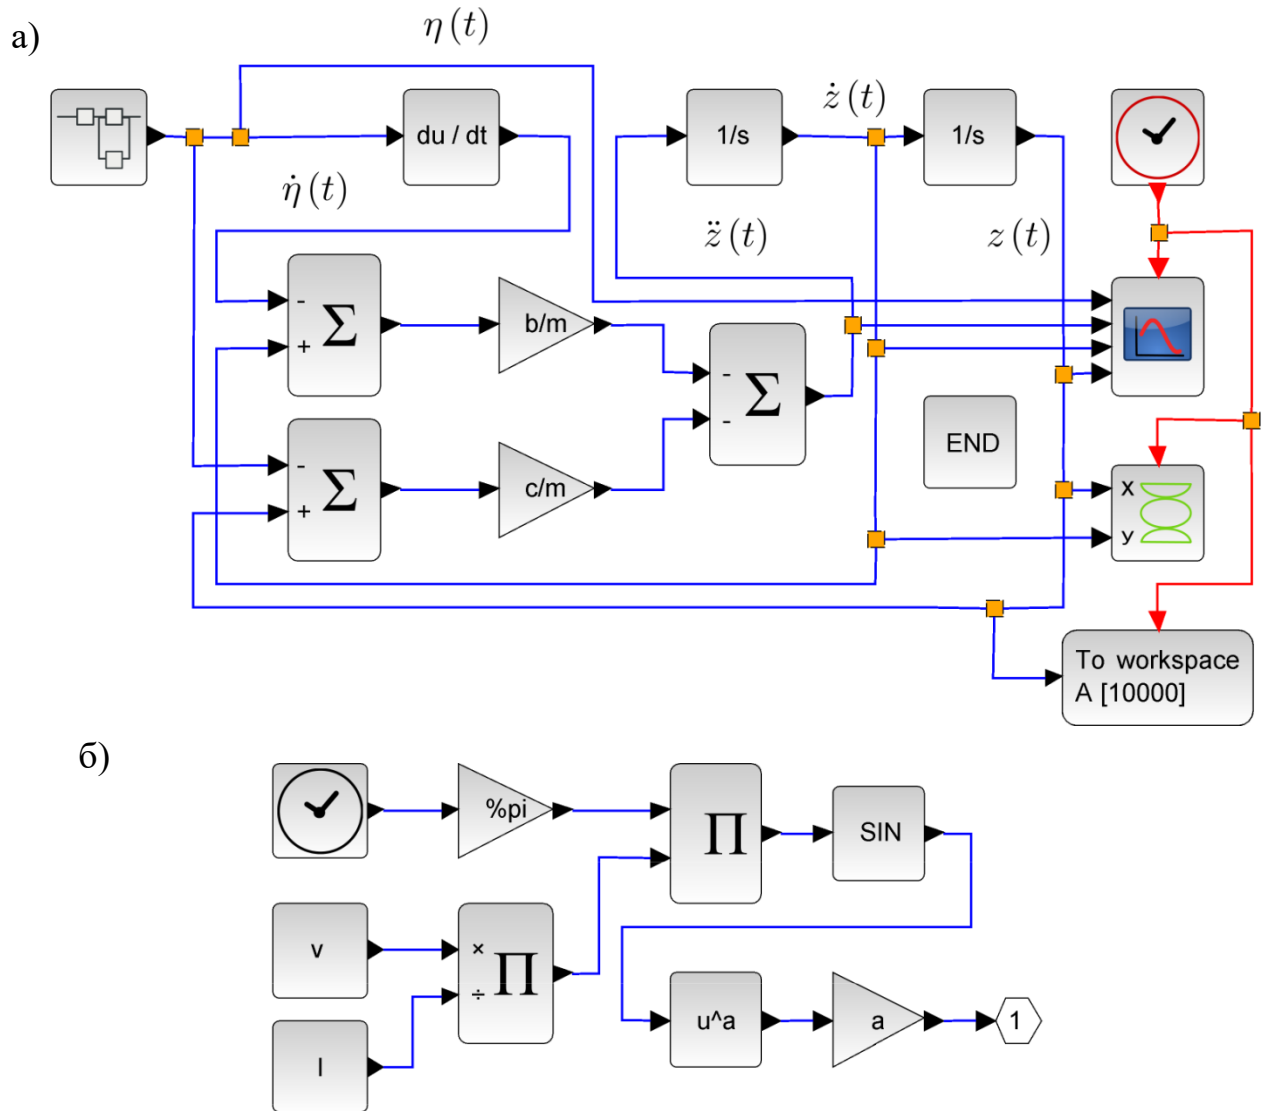 а)
η (t)
du / dt
1/s
ż (t)
1/s
η̇ (t)
z̈ (t)
z (t)
-
+
Σ
b/m
-
-
Σ
END
-
+
Σ
c/m
X
У
To workspace
A [10000]
б)
%pi
∏
SIN
v
×
÷
∏
l
u^a
a
1